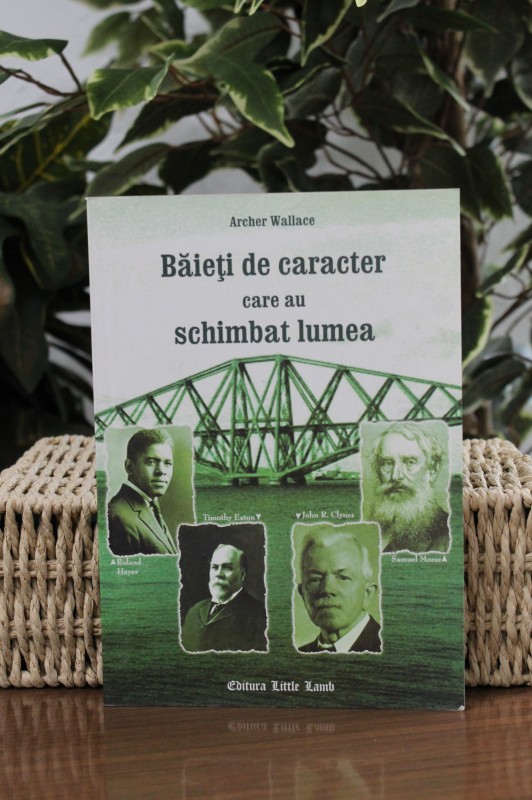 Archer Wallace
Băieţi de caracter
care au
schimbat lumea
Timothy Eaton▼
▼John R. Clynes
▲Roland
Hayes
Samuel Morse▲
Editura Little Lamb